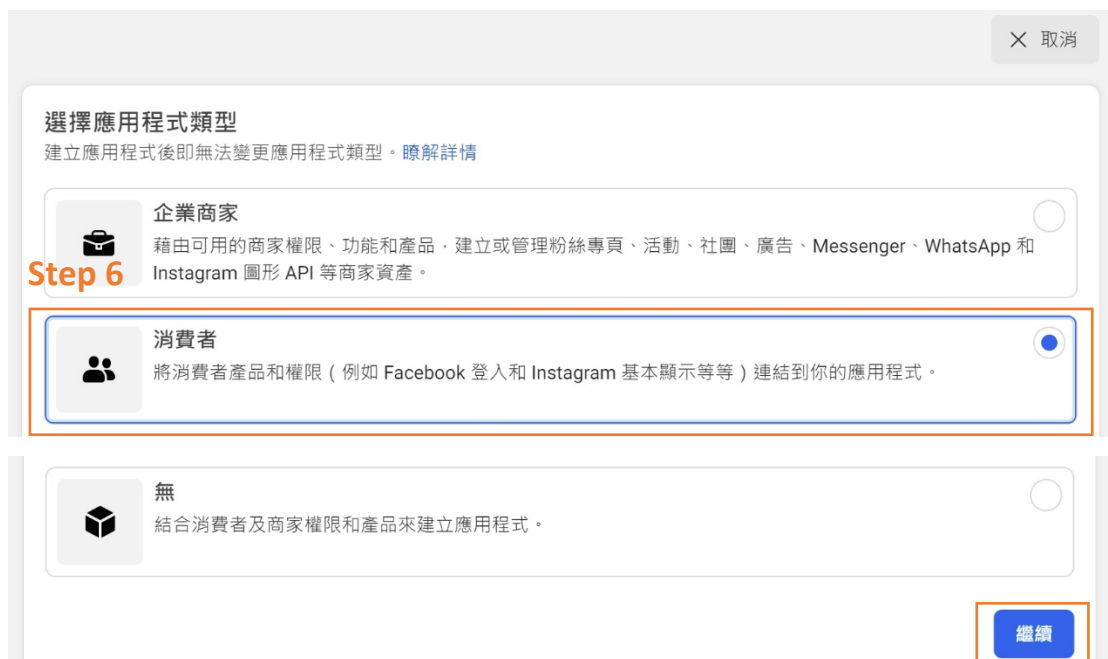 取消
選擇應用程式類型
建立應用程式後即無法變更應用程式類型。瞭解詳情
企業商家
藉由可用的商家權限、功能和產品，建立或管理粉絲專頁、活動、社團、廣告、Messenger、WhatsApp 和
Instagram 圖形 API 等商家資產。
Step 6
消費者
將消費者產品和權限（例如 Facebook 登入和 Instagram 基本顯示等等）連結到你的應用程式。
無
結合消費者及商家權限和產品來建立應用程式。
繼續